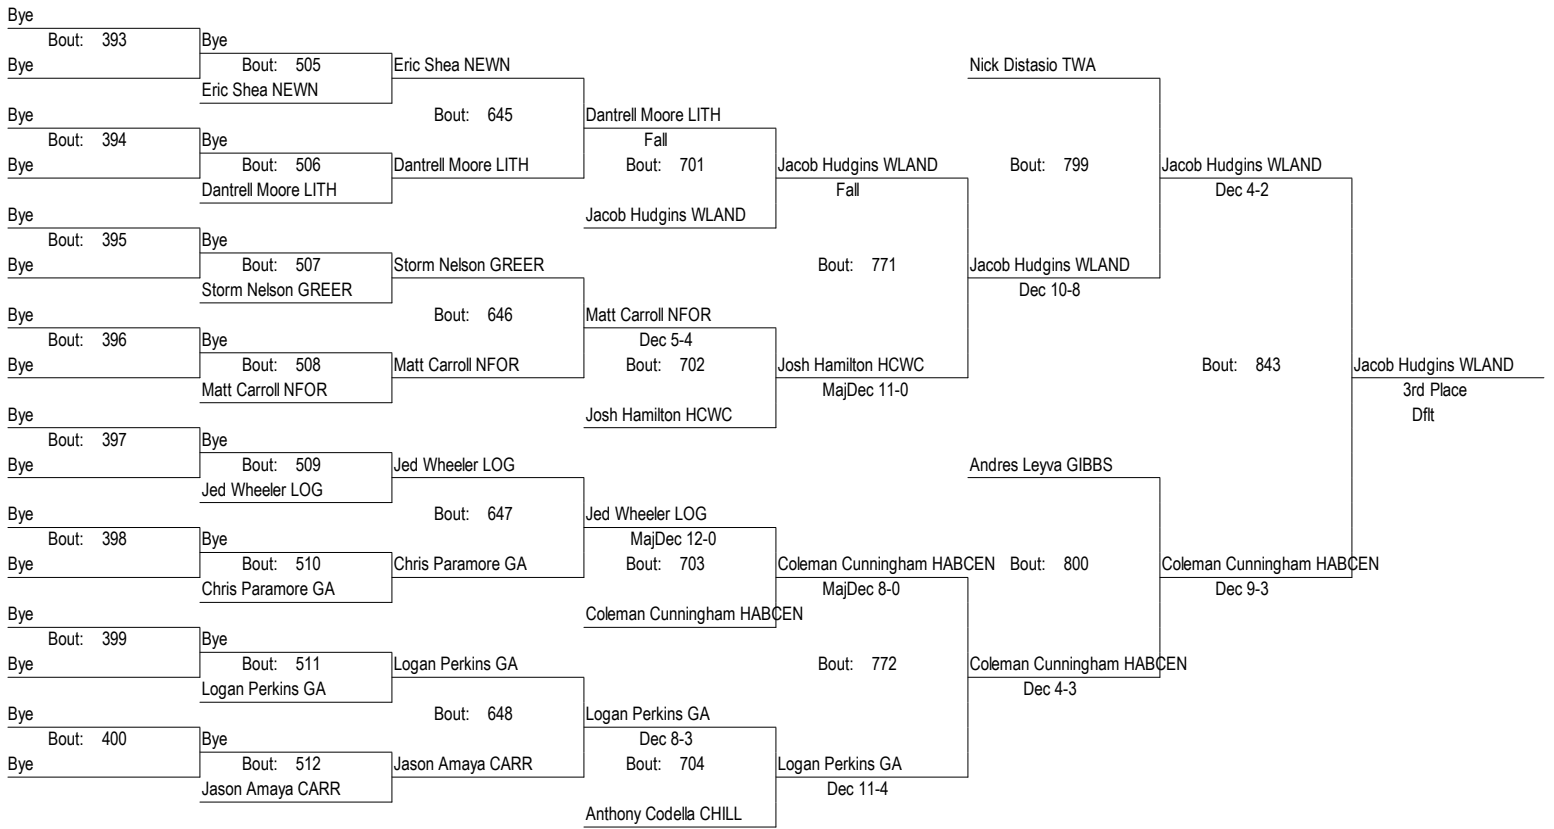 Bye
Bout: 393 Bye
Bye Bout: 505 Eric Shea NEWN Nick Distasio TWA
Eric Shea NEWN
Bye Bout: 645 Dantrell Moore LITH
Bout: 394 Bye Fall
Bye Bout: 506 Dantrell Moore LITH Bout: 701 Jacob Hudgins WLAND Bout: 799 Jacob Hudgins WLAND
Dantrell Moore LITH Fall Dec 4-2
Bye Jacob Hudgins WLAND
Bout: 395 Bye
Bye Bout: 507 Storm Nelson GREER Bout: 771 Jacob Hudgins WLAND
Storm Nelson GREER Dec 10-8
Bye Bout: 646 Matt Carroll NFOR
Bout: 396 Bye Dec 5-4
Bye Bout: 508 Matt Carroll NFOR Bout: 702 Josh Hamilton HCWC Bout: 843 Jacob Hudgins WLAND
Matt Carroll NFOR MajDec 11-0 3rd Place
Bye Josh Hamilton HCWC Dflt
Bout: 397 Bye
Bye Bout: 509 Jed Wheeler LOG Andres Leyva GIBBS
Jed Wheeler LOG
Bye Bout: 647 Jed Wheeler LOG
Bout: 398 Bye MajDec 12-0
Bye Bout: 510 Chris Paramore GA Bout: 703 Coleman Cunningham HABCEN Bout: 800 Coleman Cunningham HABCEN
Chris Paramore GA MajDec 8-0 Dec 9-3
Bye Coleman Cunningham HABCEN
Bout: 399 Bye
Bye Bout: 511 Logan Perkins GA Bout: 772 Coleman Cunningham HABCEN
Logan Perkins GA Dec 4-3
Bye Bout: 648 Logan Perkins GA
Bout: 400 Bye Dec 8-3
Bye Bout: 512 Jason Amaya CARR Bout: 704 Logan Perkins GA
Jason Amaya CARR Dec 11-4
Anthony Codella CHILL